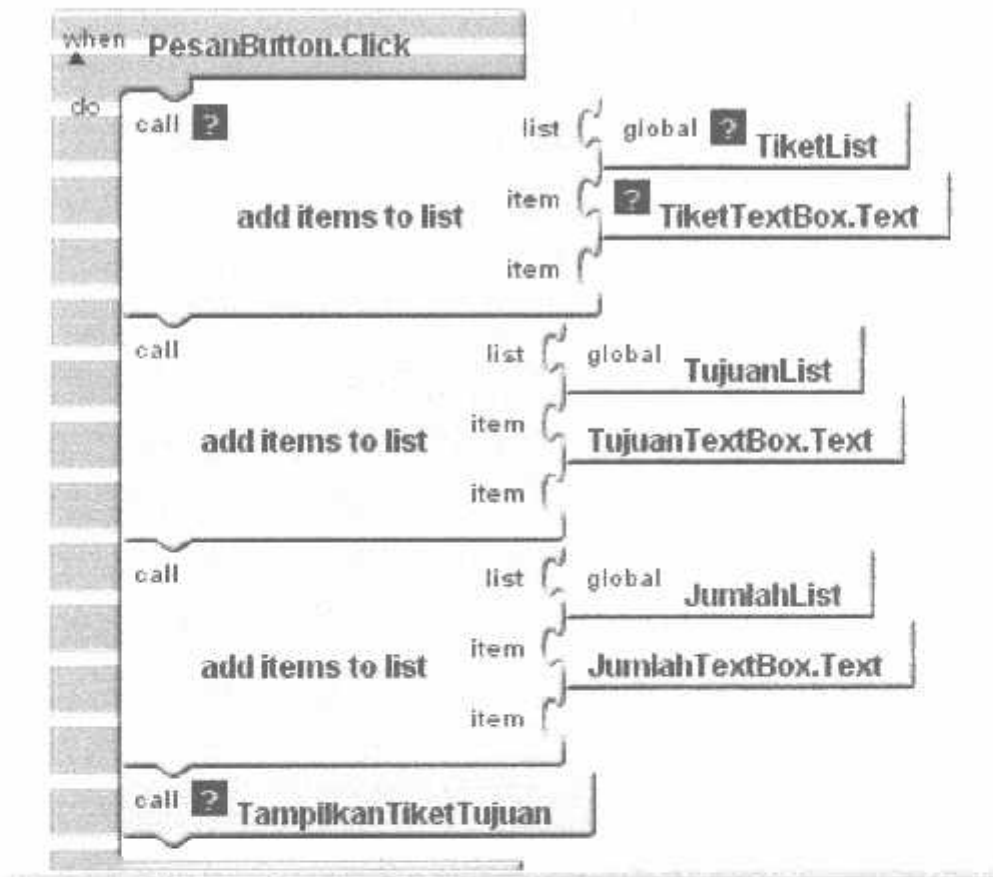 when PesanButton.Click
do
call ? list global ? TiketList
add items to list item ? TiketTextBox.Text
item
call list global TujuanList
add items to list item TujuanTextBox.Text
item
call list global JumlahList
add items to list item JumlahTextBox.Text
item
call ? TampilkanTiketTujuan